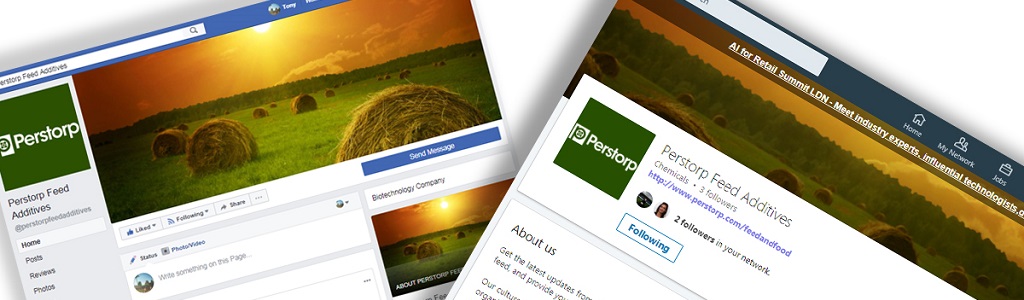 Perstorp Feed Additives
Tony
Perstorp
Perstorp Feed
Additives
@perstorpfeedadditives
Home
Posts
Reviews
Photos
Liked
Following
Share
Send Message
Status
Photo/Video
Write something on this Page...
Biotechnology Company
ABOUT PERSTORP FEED
AI for Retail Summit LDN - Meet industry experts, influential technologists
Home
My Network
Jobs
Perstorp
Perstorp Feed Additives
Chemicals • 3 followers
http://www.perstorp.com/feedandfood
2 followers in your network.
Following
About us
Get the latest updates from
feed, and provide
Our